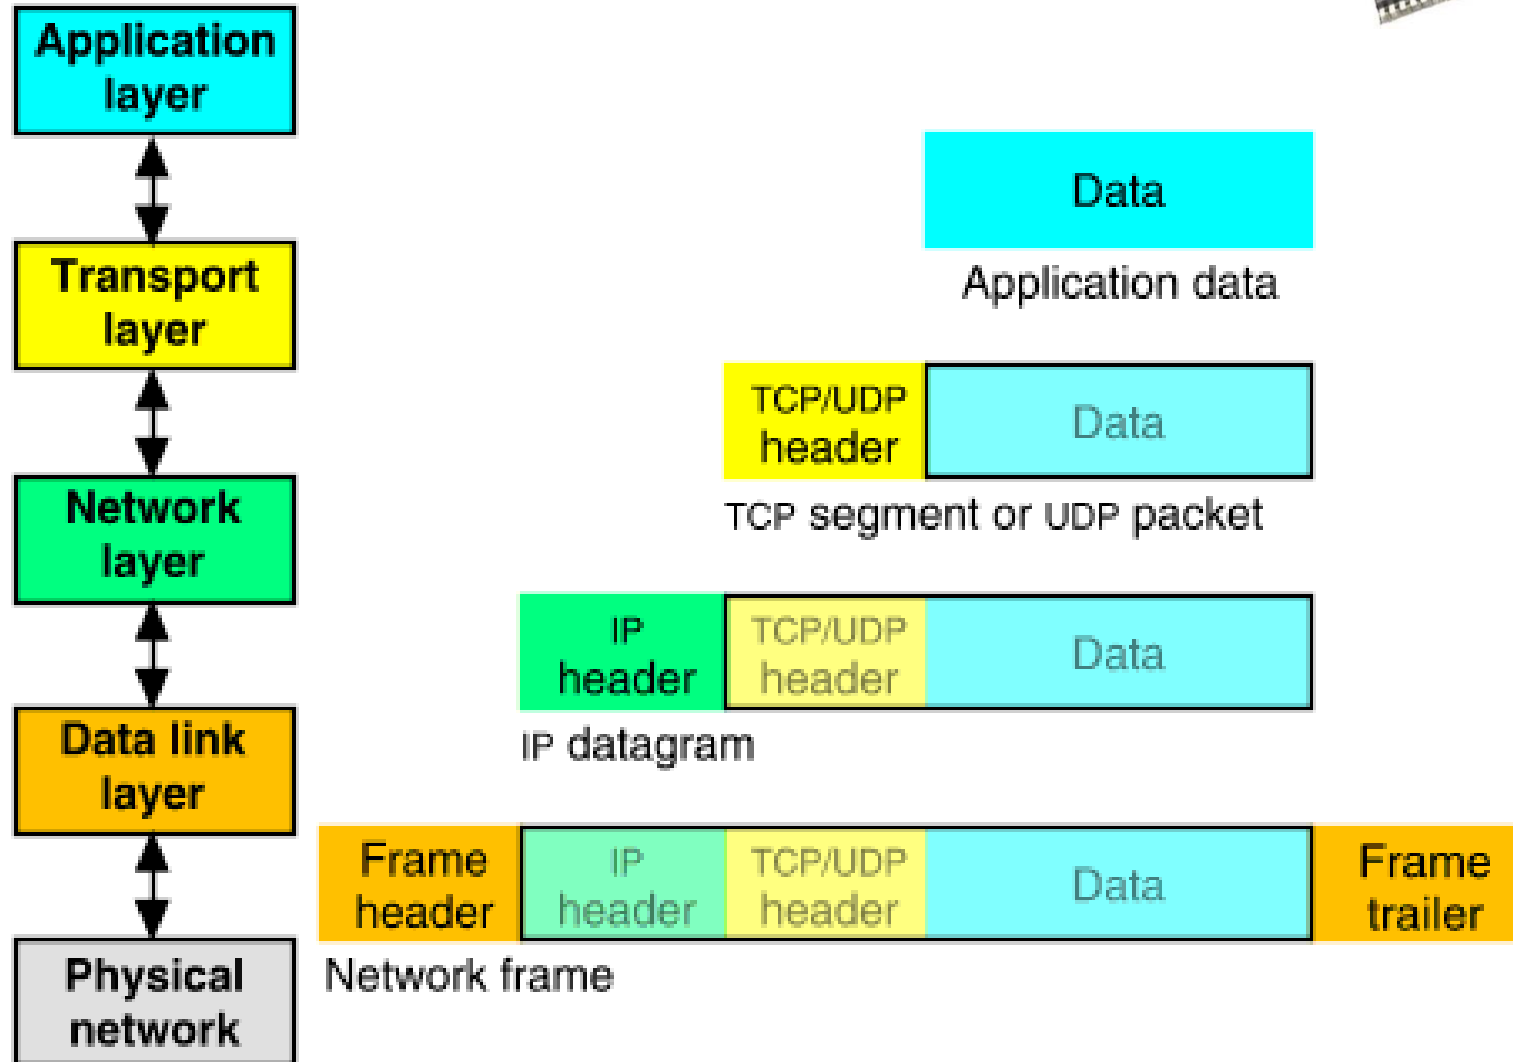 Application
layer
Data
Application data
Transport
layer
TCP/UDP
header
Data
TCP segment or UDP packet
Network
layer
IP
header
TCP/UDP
header
Data
IP datagram
Data link
layer
Frame
header
IP
header
TCP/UDP
header
Data
Frame
trailer
Network frame
Physical
network